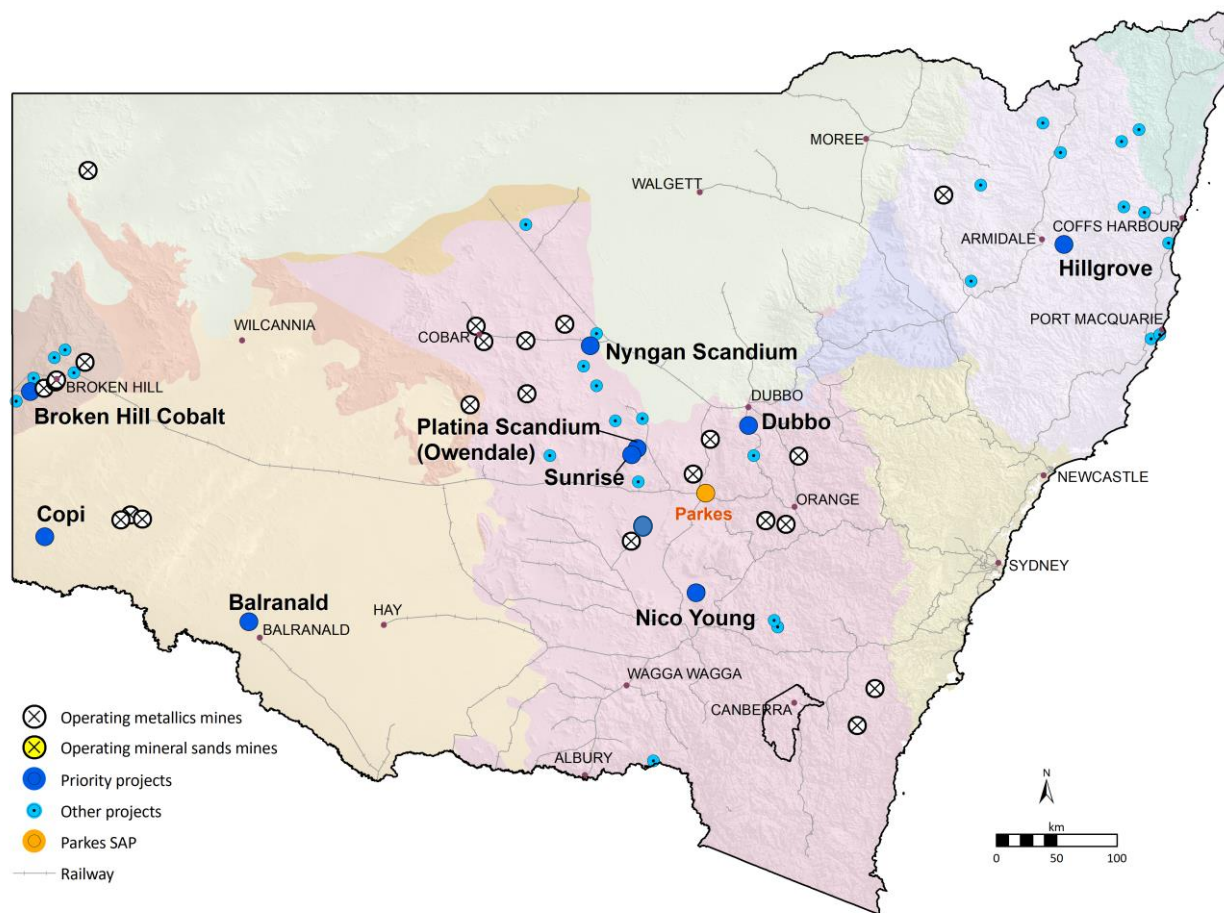 MOREE
WALGETT
ARMIDALE
COFFS HARBOUR
Hillgrove
PORT MACQUARIE
WILCANNIA
COBAR
Nyngan Scandium
BROKEN HILL
Broken Hill Cobalt
DUBBO
Dubbo
Platina Scandium
(Owendale)
Sunrise
NEWCASTLE
ORANGE
Parkes
Copi
SYDNEY
Balranald
HAY
BALRANALD
Nico Young
WAGGA WAGGA
CANBERRA
ALBURY
Operating metallics mines
Operating mineral sands mines
Priority projects
Other projects
Parkes SAP
Railway
N
km
0 50 100